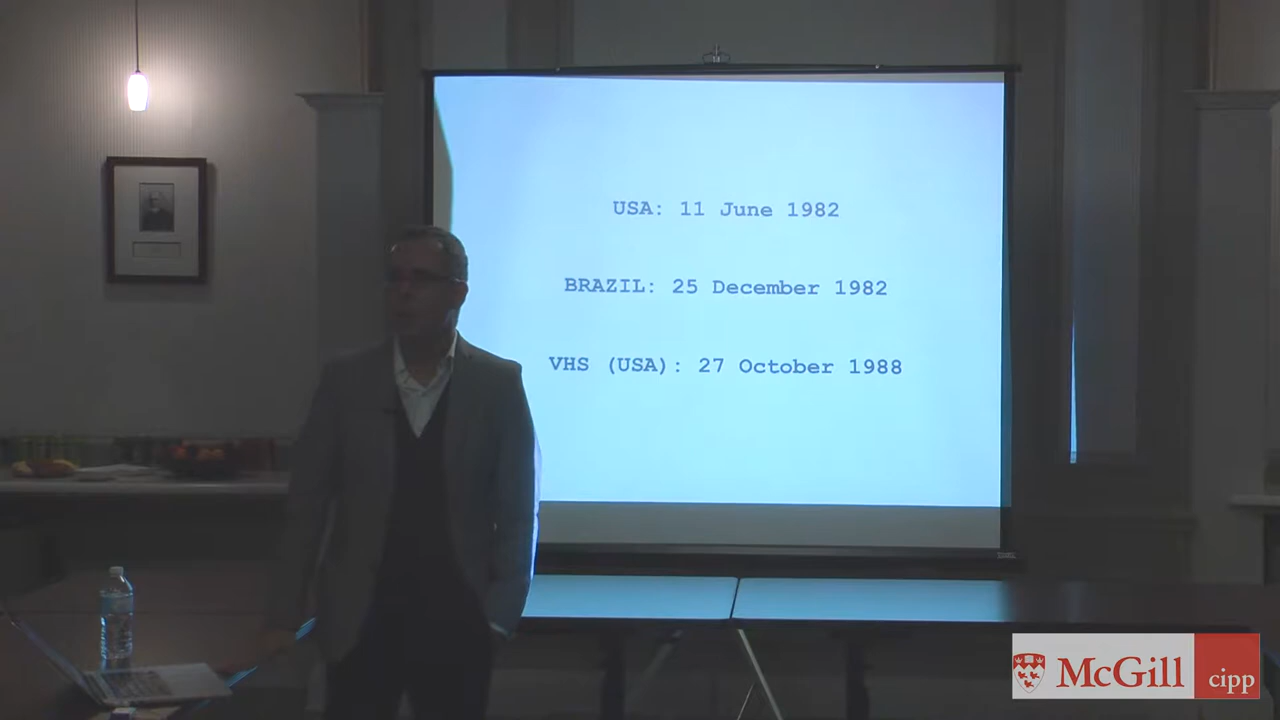 USA: 11 June 1982
BRAZIL: 25 December 1982
VHS (USA): 27 October 1988
McGill cipp